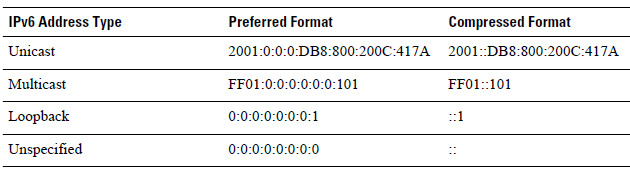 IPv6 Address Type Preferred Format Compressed Format
Unicast 2001:0:0:0:DB8:800:200C:417A 2001::DB8:800:200C:417A
Multicast FF01:0:0:0:0:0:0:101 FF01::101
Loopback 0:0:0:0:0:0:0:1 ::1
Unspecified 0:0:0:0:0:0:0:0 ::